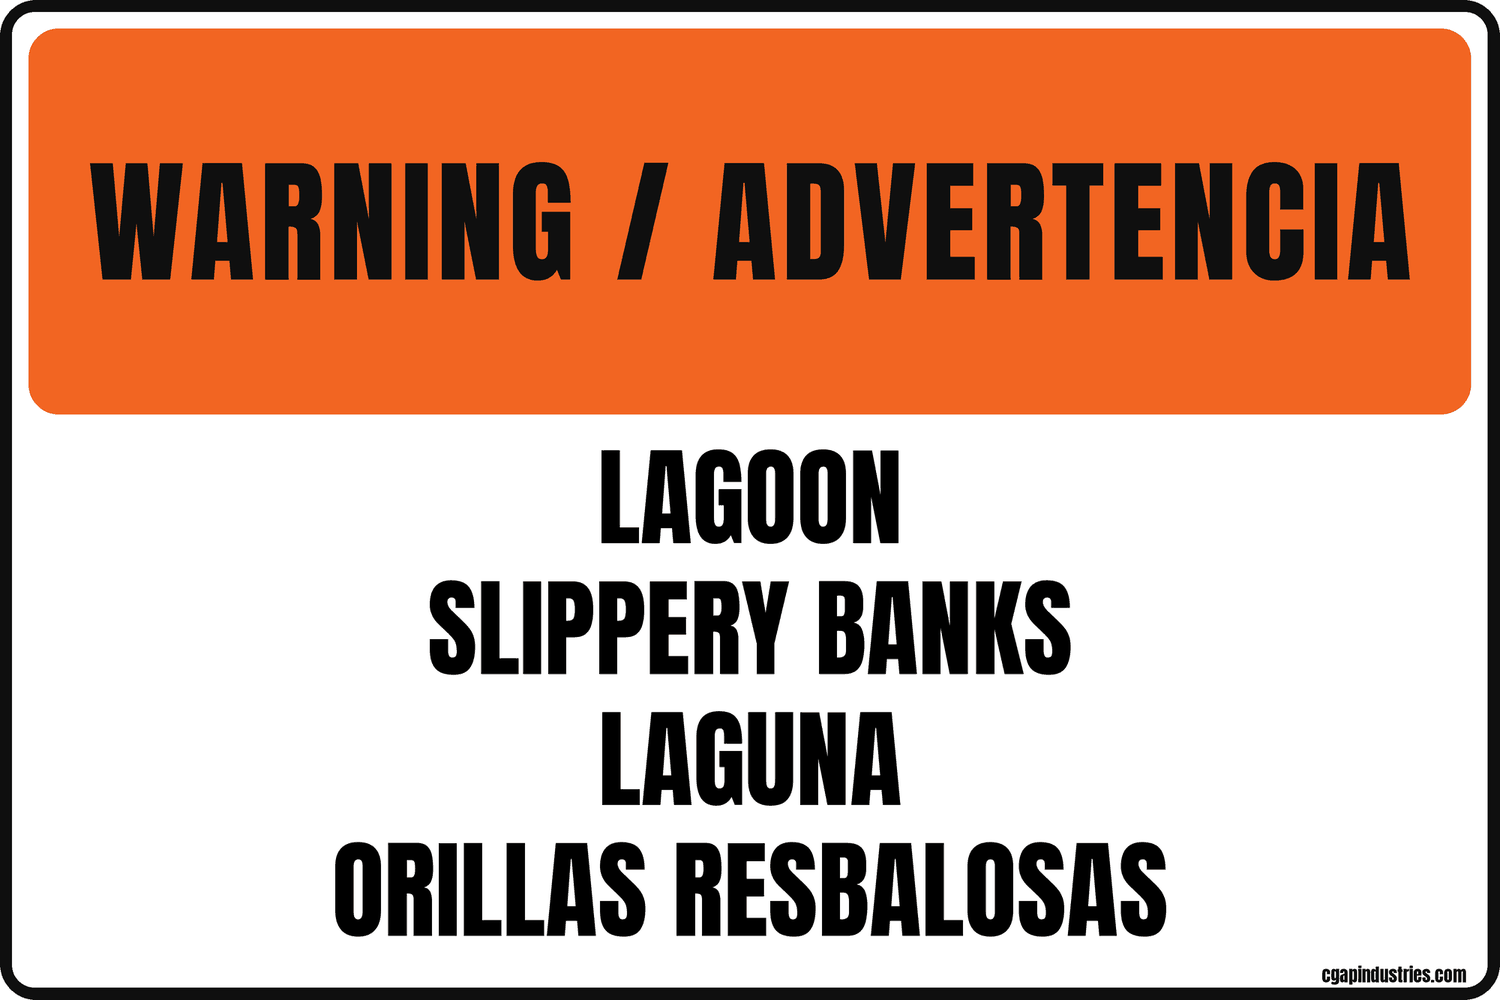 WARNING / ADVERTENCIA
LAGOON
SLIPPERY BANKS
LAGUNA
ORILLAS RESBALOSAS
cgapindustries.com